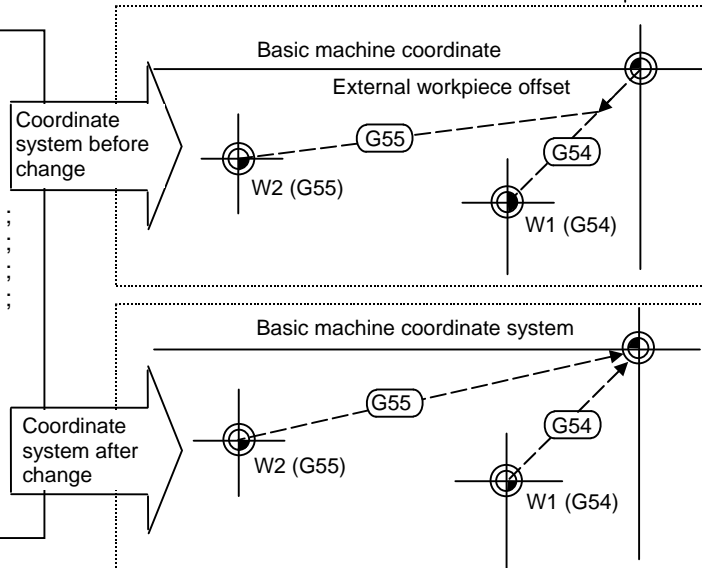 Basic machine coordinate
External workpiece offset
Coordinate
system before
change
G55
G54
W2 (G55)
W1 (G54)
;
;
;
;
Basic machine coordinate system
G55
G54
Coordinate
system after
change
W2 (G55)
W1 (G54)